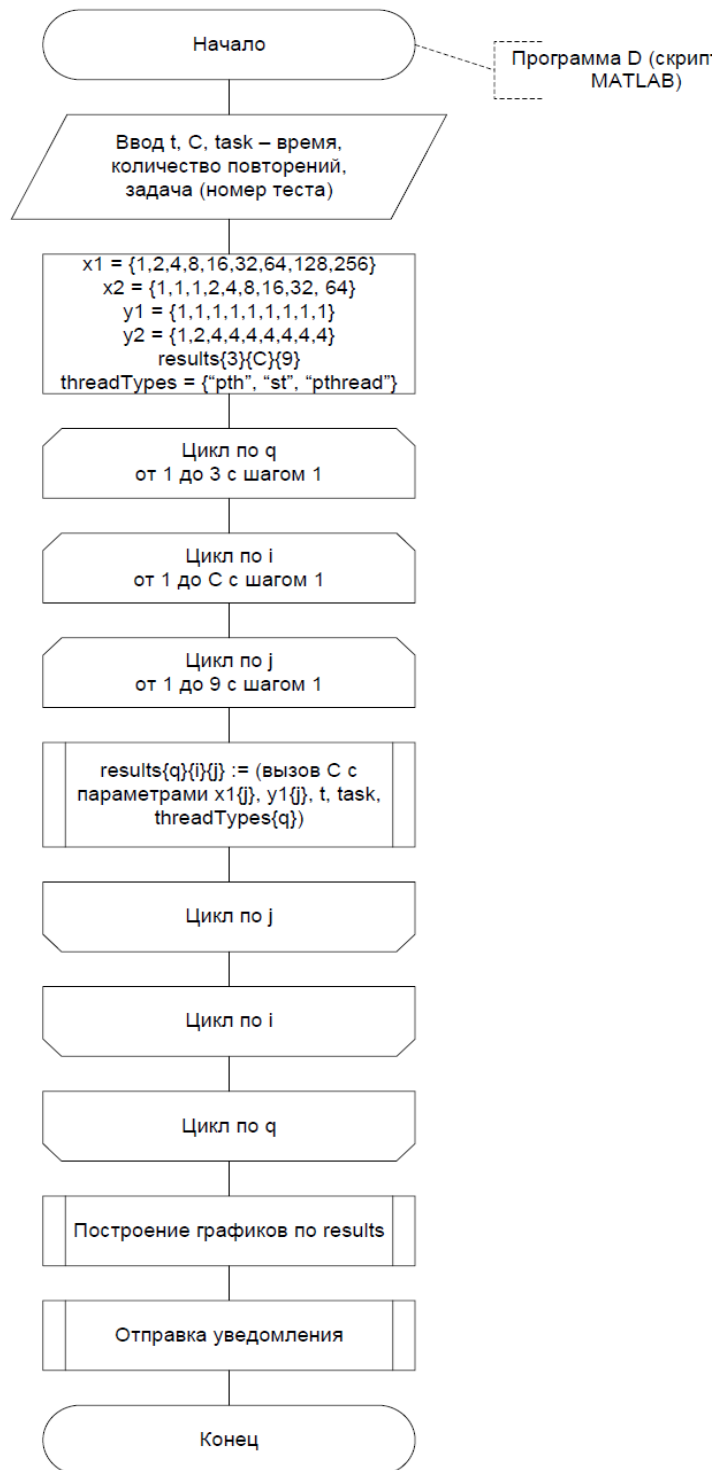 Начало
Программа D (скрипт
MATLAB)
Ввод t, C, task – время,
количество повторений,
задача (номер теста)
x1 = {1,2,4,8,16,32,64,128,256}
x2 = {1,1,1,2,4,8,16,32, 64}
y1 = {1,1,1,1,1,1,1,1,1,1}
y2 = {1,2,4,4,4,4,4,4,4}
results{3}{C}{9}
threadTypes = {“pth”, “st”, “pthread”}
Цикл по q
от 1 до 3 с шагом 1
Цикл по i
от 1 до C с шагом 1
Цикл по j
от 1 до 9 с шагом 1
results{q}{i}{j} := (вызов C с
параметрами x1{j}, y1{j}, t, task,
threadTypes{q})
Цикл по j
Цикл по i
Цикл по q
Построение графиков по results
Отправка уведомления
Конец